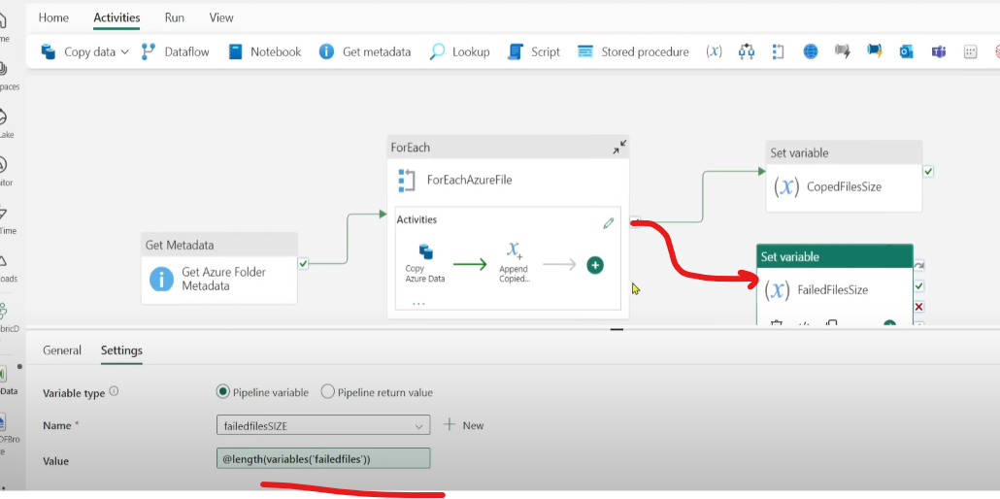 Home Activities Run View
Copy data Dataflow Notebook Get metadata Lookup Script Stored procedure (x)
me
paces
Lake
itor
Time
oads
bricD
Data
OFBro
re
Get Metadata
Get Azure Folder
Metadata
ForEach
ForEachAzureFile
Activities
Copy
Azure Data
Append
Copied...
...
Set variable
(x) CopedFilesSize
Set variable
(x) FailedFilesSize
General Settings
Variable type
Pipeline variable Pipeline return value
Name *
failedfilesSIZE
New
Value
@length(variables('failedfiles'))